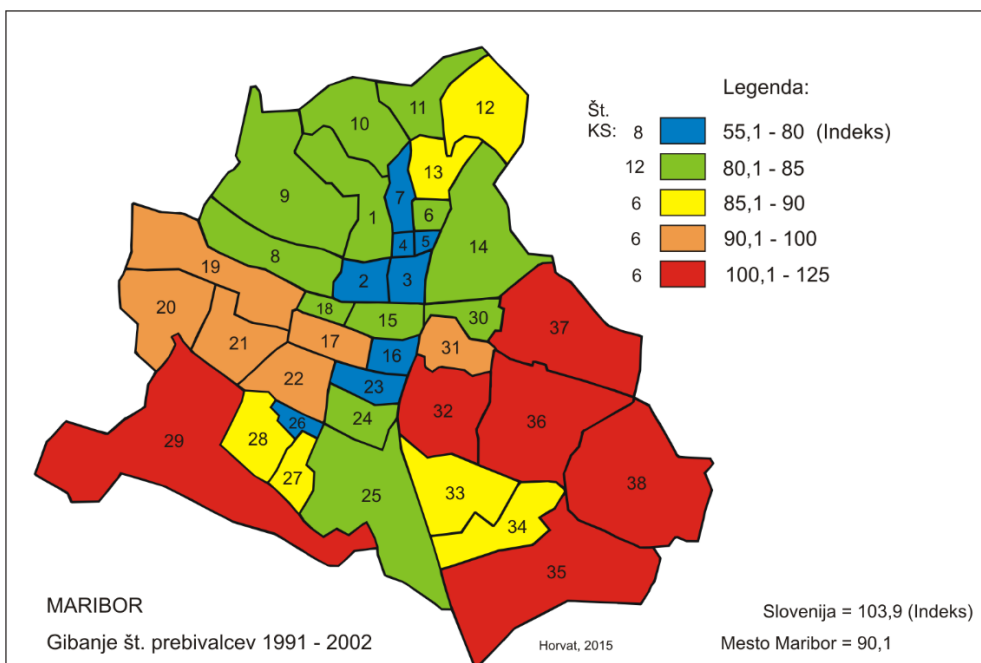 Legenda:
Št.
KS:
8 55,1 - 80 (Indeks)
12 80,1 - 85
6 85,1 - 90
6 90,1 - 100
6 100,1 - 125
11
12
10
13
7
9
1
6
4
5
14
8
2
3
19
20
18
15
30
37
21
17
16
31
22
23
32
36
24
26
29
28
27
38
25
33
34
35
MARIBOR
Gibanje št. prebivalcev 1991 - 2002
Horvat, 2015
Slovenija = 103,9 (Indeks)
Mesto Maribor = 90,1